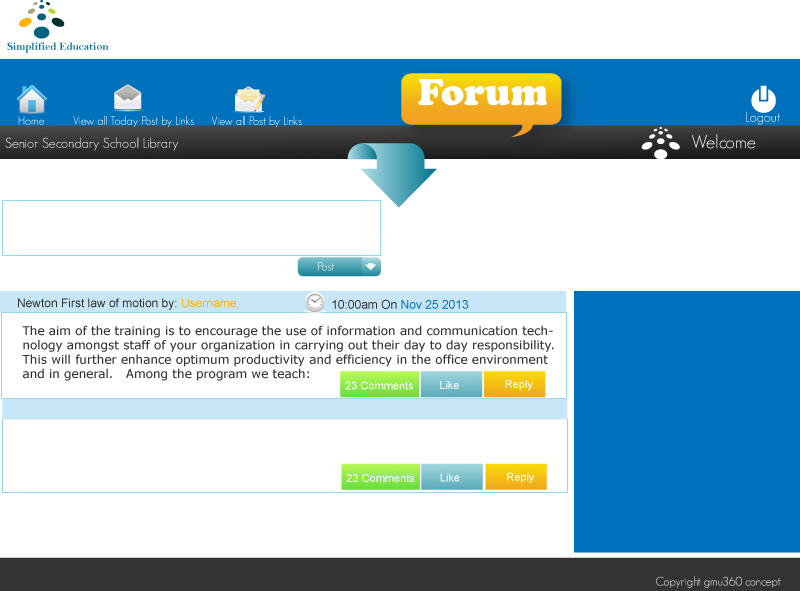 Simplified Education
Home
View all Today Post by Links
View all Post by Links
Forum
Logout
Senior Secondary School Library
Welcome
Post
Newton First law of motion by: Username,
10:00am On Nov 25 2013
The aim of the training is to encourage the use of information and communication tech-
nology amongst staff of your organization in carrying out their day to day responsibility.
This will further enhance optimum productivity and efficiency in the office environment
and in general. Among the program we teach:
23 Comments
Like
Reply
23 Comments
Like
Reply
Copyright gmu360 concept